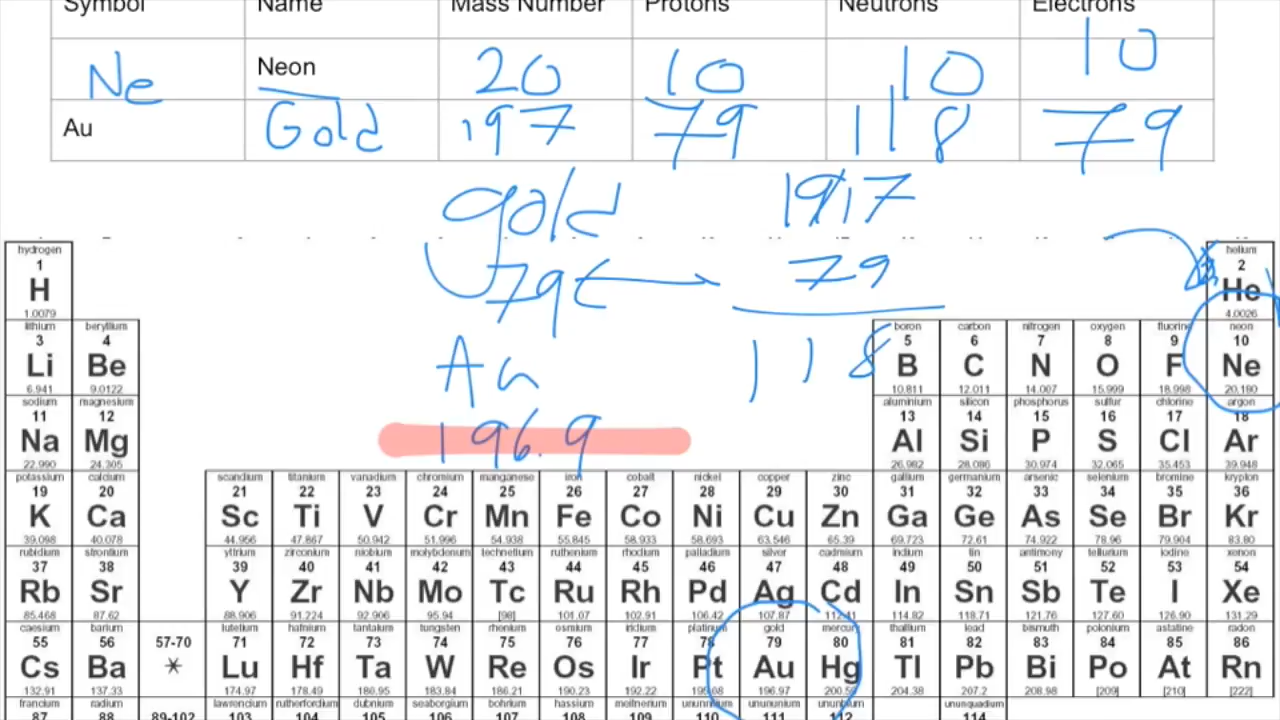 Symbol Name Mass Number Protons Neutrons Electrons
Ne Neon 20 10 10 10
Au Gold 197 79 118 79
gold 1917
79 79
Au 118
196.9
hydrogen helium
1 2
H He
1.0079 4.0026
lithium beryllium boron carbon nitrogen oxygen fluorine neon
3 4 5 6 7 8 9 10
Li Be B C N O F Ne
6.941 9.0122 10.811 12.011 14.007 15.999 18.998 20.180
sodium magnesium aluminium silicon phosphorus sulfur chlorine argon
11 12 13 14 15 16 17 18
Na Mg Al Si P S Cl Ar
22.990 24.305 26.982 28.086 30.974 32.065 35.453 39.948
potassium calcium scandium titanium vanadium chromium manganese iron cobalt nickel copper zinc gallium germanium arsenic selenium bromine krypton
19 20 21 22 23 24 25 26 27 28 29 30 31 32 33 34 35 36
K Ca Sc Ti V Cr Mn Fe Co Ni Cu Zn Ga Ge As Se Br Kr
39.098 40.078 44.956 47.867 50.942 51.996 54.938 55.845 58.933 58.693 63.546 65.39 69.723 72.61 74.922 78.96 79.904 83.80
rubidium strontium yttrium zirconium niobium molybdenum technetium ruthenium rhodium palladium silver cadmium indium tin antimony tellurium iodine xenon
37 38 39 40 41 42 43 44 45 46 47 48 49 50 51 52 53 54
Rb Sr Y Zr Nb Mo Tc Ru Rh Pd Ag Cd In Sn Sb Te I Xe
85.468 87.62 88.906 91.224 92.906 95.94 [98] 101.07 102.91 106.42 107.87 112.41 114.82 118.71 121.76 127.60 126.90 131.29
caesium barium lutetium hafnium tantalum tungsten rhenium osmium iridium platinum gold mercury thallium lead bismuth polonium astatine radon
55 56 57-70 71 72 73 74 75 76 77 78 79 80 81 82 83 84 85 86
Cs Ba * Lu Hf Ta W Re Os Ir Pt Au Hg Tl Pb Bi Po At Rn
132.91 137.33 174.97 178.49 180.95 183.84 186.21 190.23 192.22 195.08 196.97 200.59 204.38 207.2 208.98 [209] [210] [222]
francium radium lawrencium rutherfordium dubnium seaborgium bohrium hassium meitnerium ununnilium unununium ununbium ununquadium
87 88 89-102 103 104 105 106 107 108 109 110 111 112 114